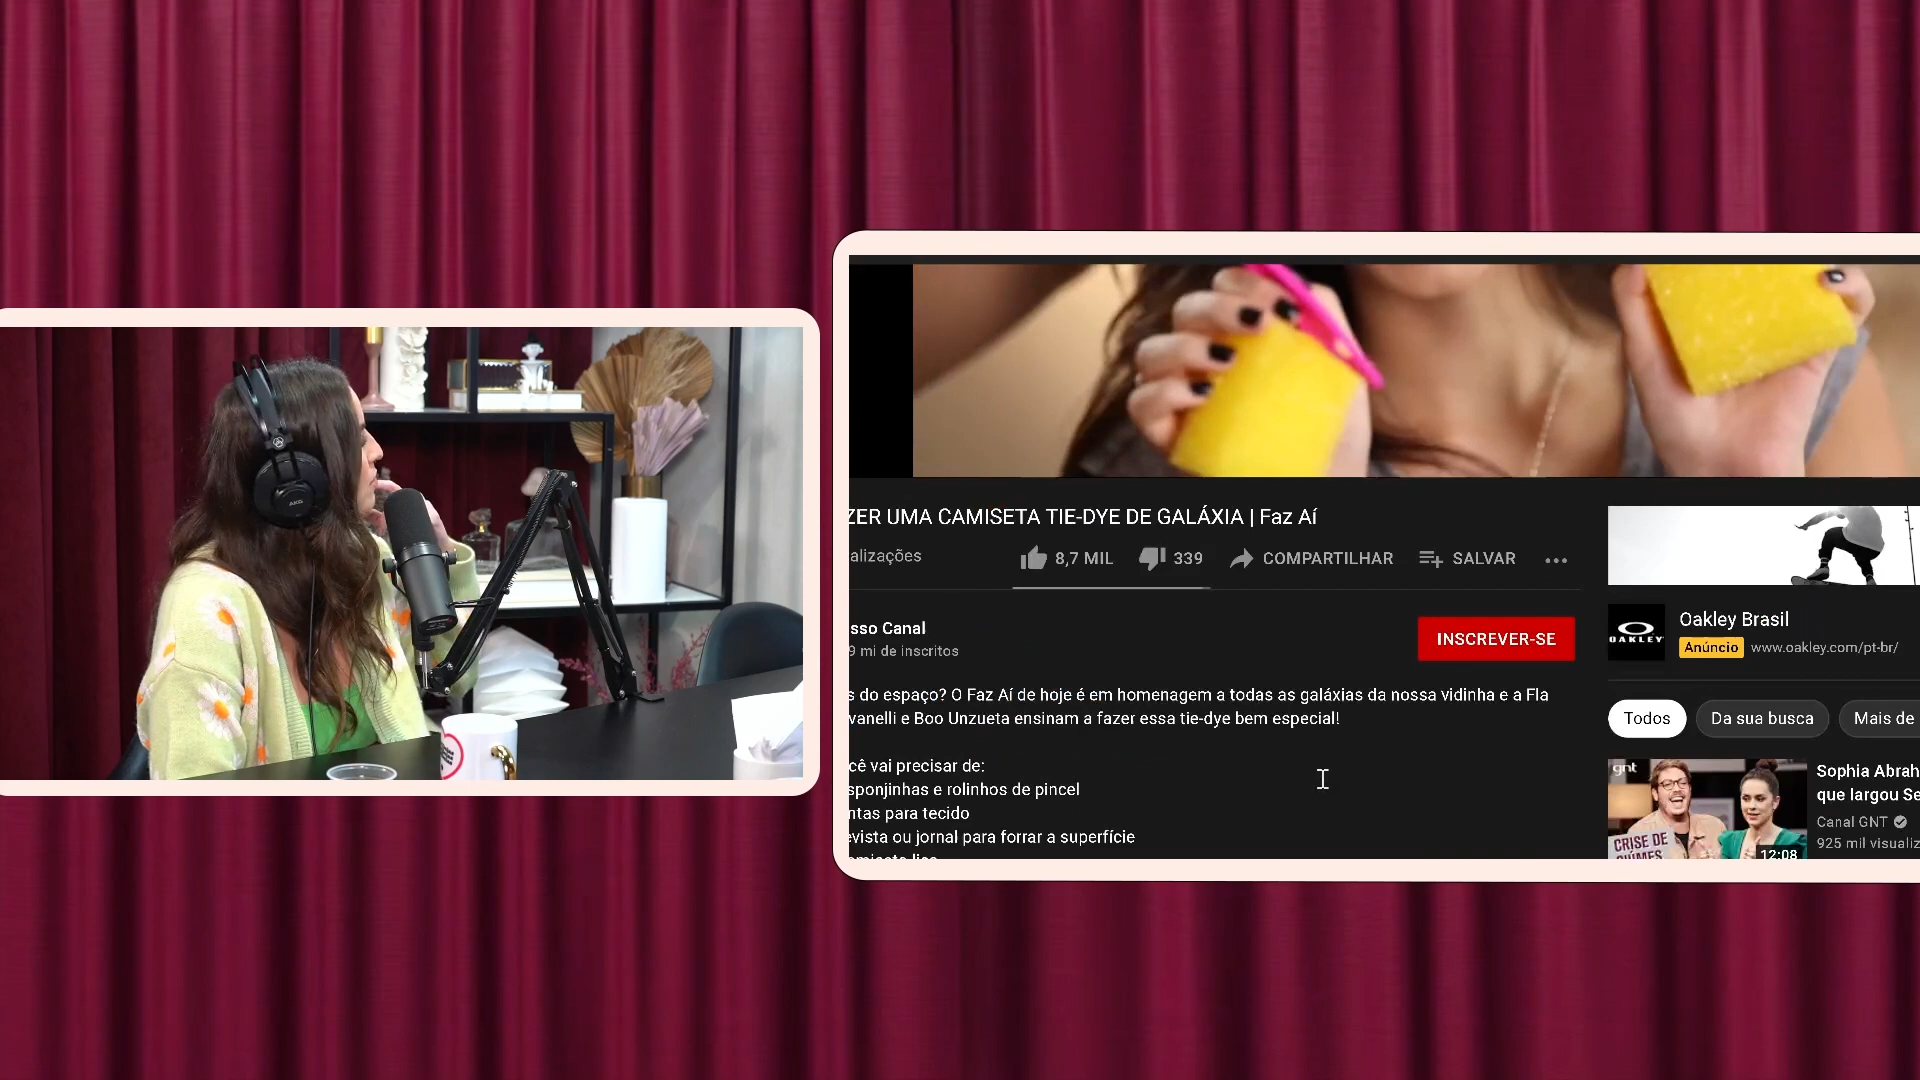 ZER UMA CAMISETA TIE-DYE DE GALÁXIA | Faz Aí
alizações
8,7 MIL
339
COMPARTILHAR
SALVAR
sso Canal
9 mi de inscritos
INSCREVER-SE
s do espaço? O Faz Aí de hoje é em homenagem a todas as galáxias da nossa vidinha e a Fla
vanelli e Boo Unzueta ensinam a fazer essa tie-dye bem especial!
cê vai precisar de:
sponjinhas e rolinhos de pincel
ntas para tecido
evista ou jornal para forrar a superfície
OAKLEY
Oakley Brasil
Anúncio www.oakley.com/pt-br/
Todos
Da sua busca
Mais de
gnt
CRISE DE
CIÚMES
12:08
Sophia Abrah
que largou Se
Canal GNT
925 mil visualiz
AKG